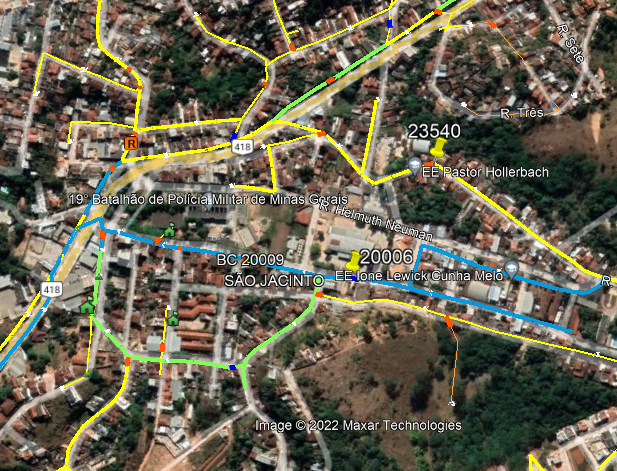 R. Sete
R. Três
23540
418
R
EE Pastor Hollerbach
19° Batalhão de Polícia Militar de Minas Gerais
R. Helmuth Neuman
BC 20009
20006
EE Ione Lewick Cunha Melo
SÃO JACINTO
R.
418
Image © 2022 Maxar Technologies